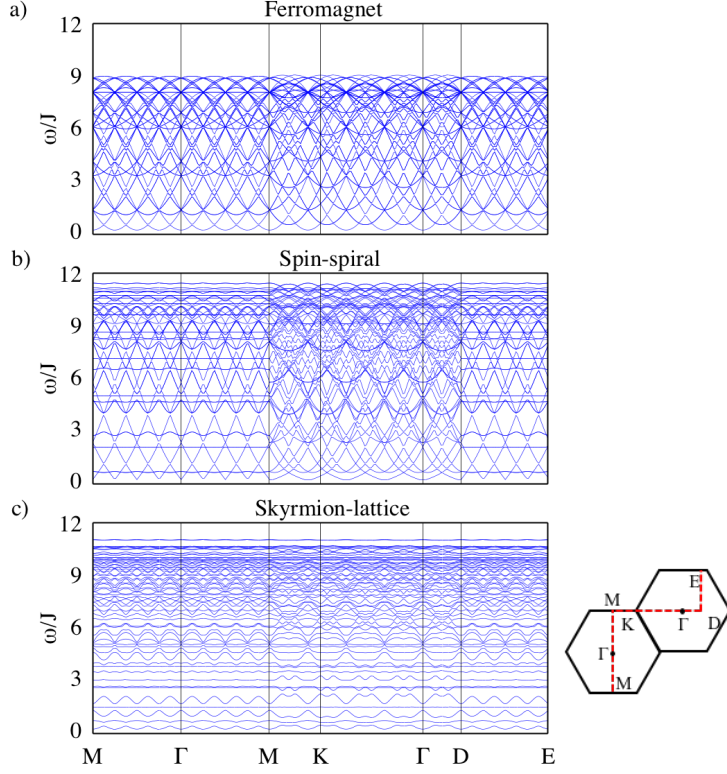 a) Ferromagnet
12
9
6
3
0
ω/J
b) Spin-spiral
12
9
6
3
0
ω/J
c) Skyrmion-lattice
12
9
6
3
0
ω/J
M Γ M K Γ D E
E
M
K Γ D
Γ
M